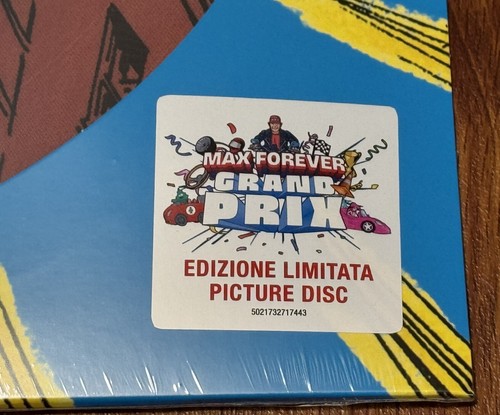 MAX FOREVER
GRAND
PRIX
EDIZIONE LIMITATA
PICTURE DISC
5021732717443